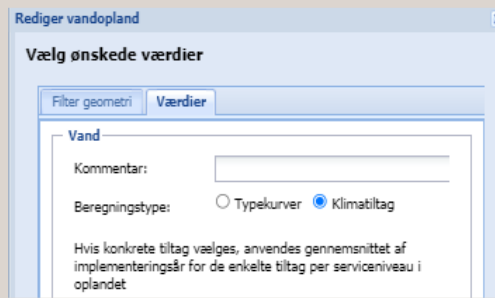 Rediger vandopland
Vælg ønskede værdier
Filter geometri Værdier
Vand
Kommentar:
Beregningstype: Typekurver Klimatiltag
Hvis konkrete tiltag vælges, anvendes gennemsnittet af
implementeringsår for de enkelte tiltag per serviceniveau i
oplandet